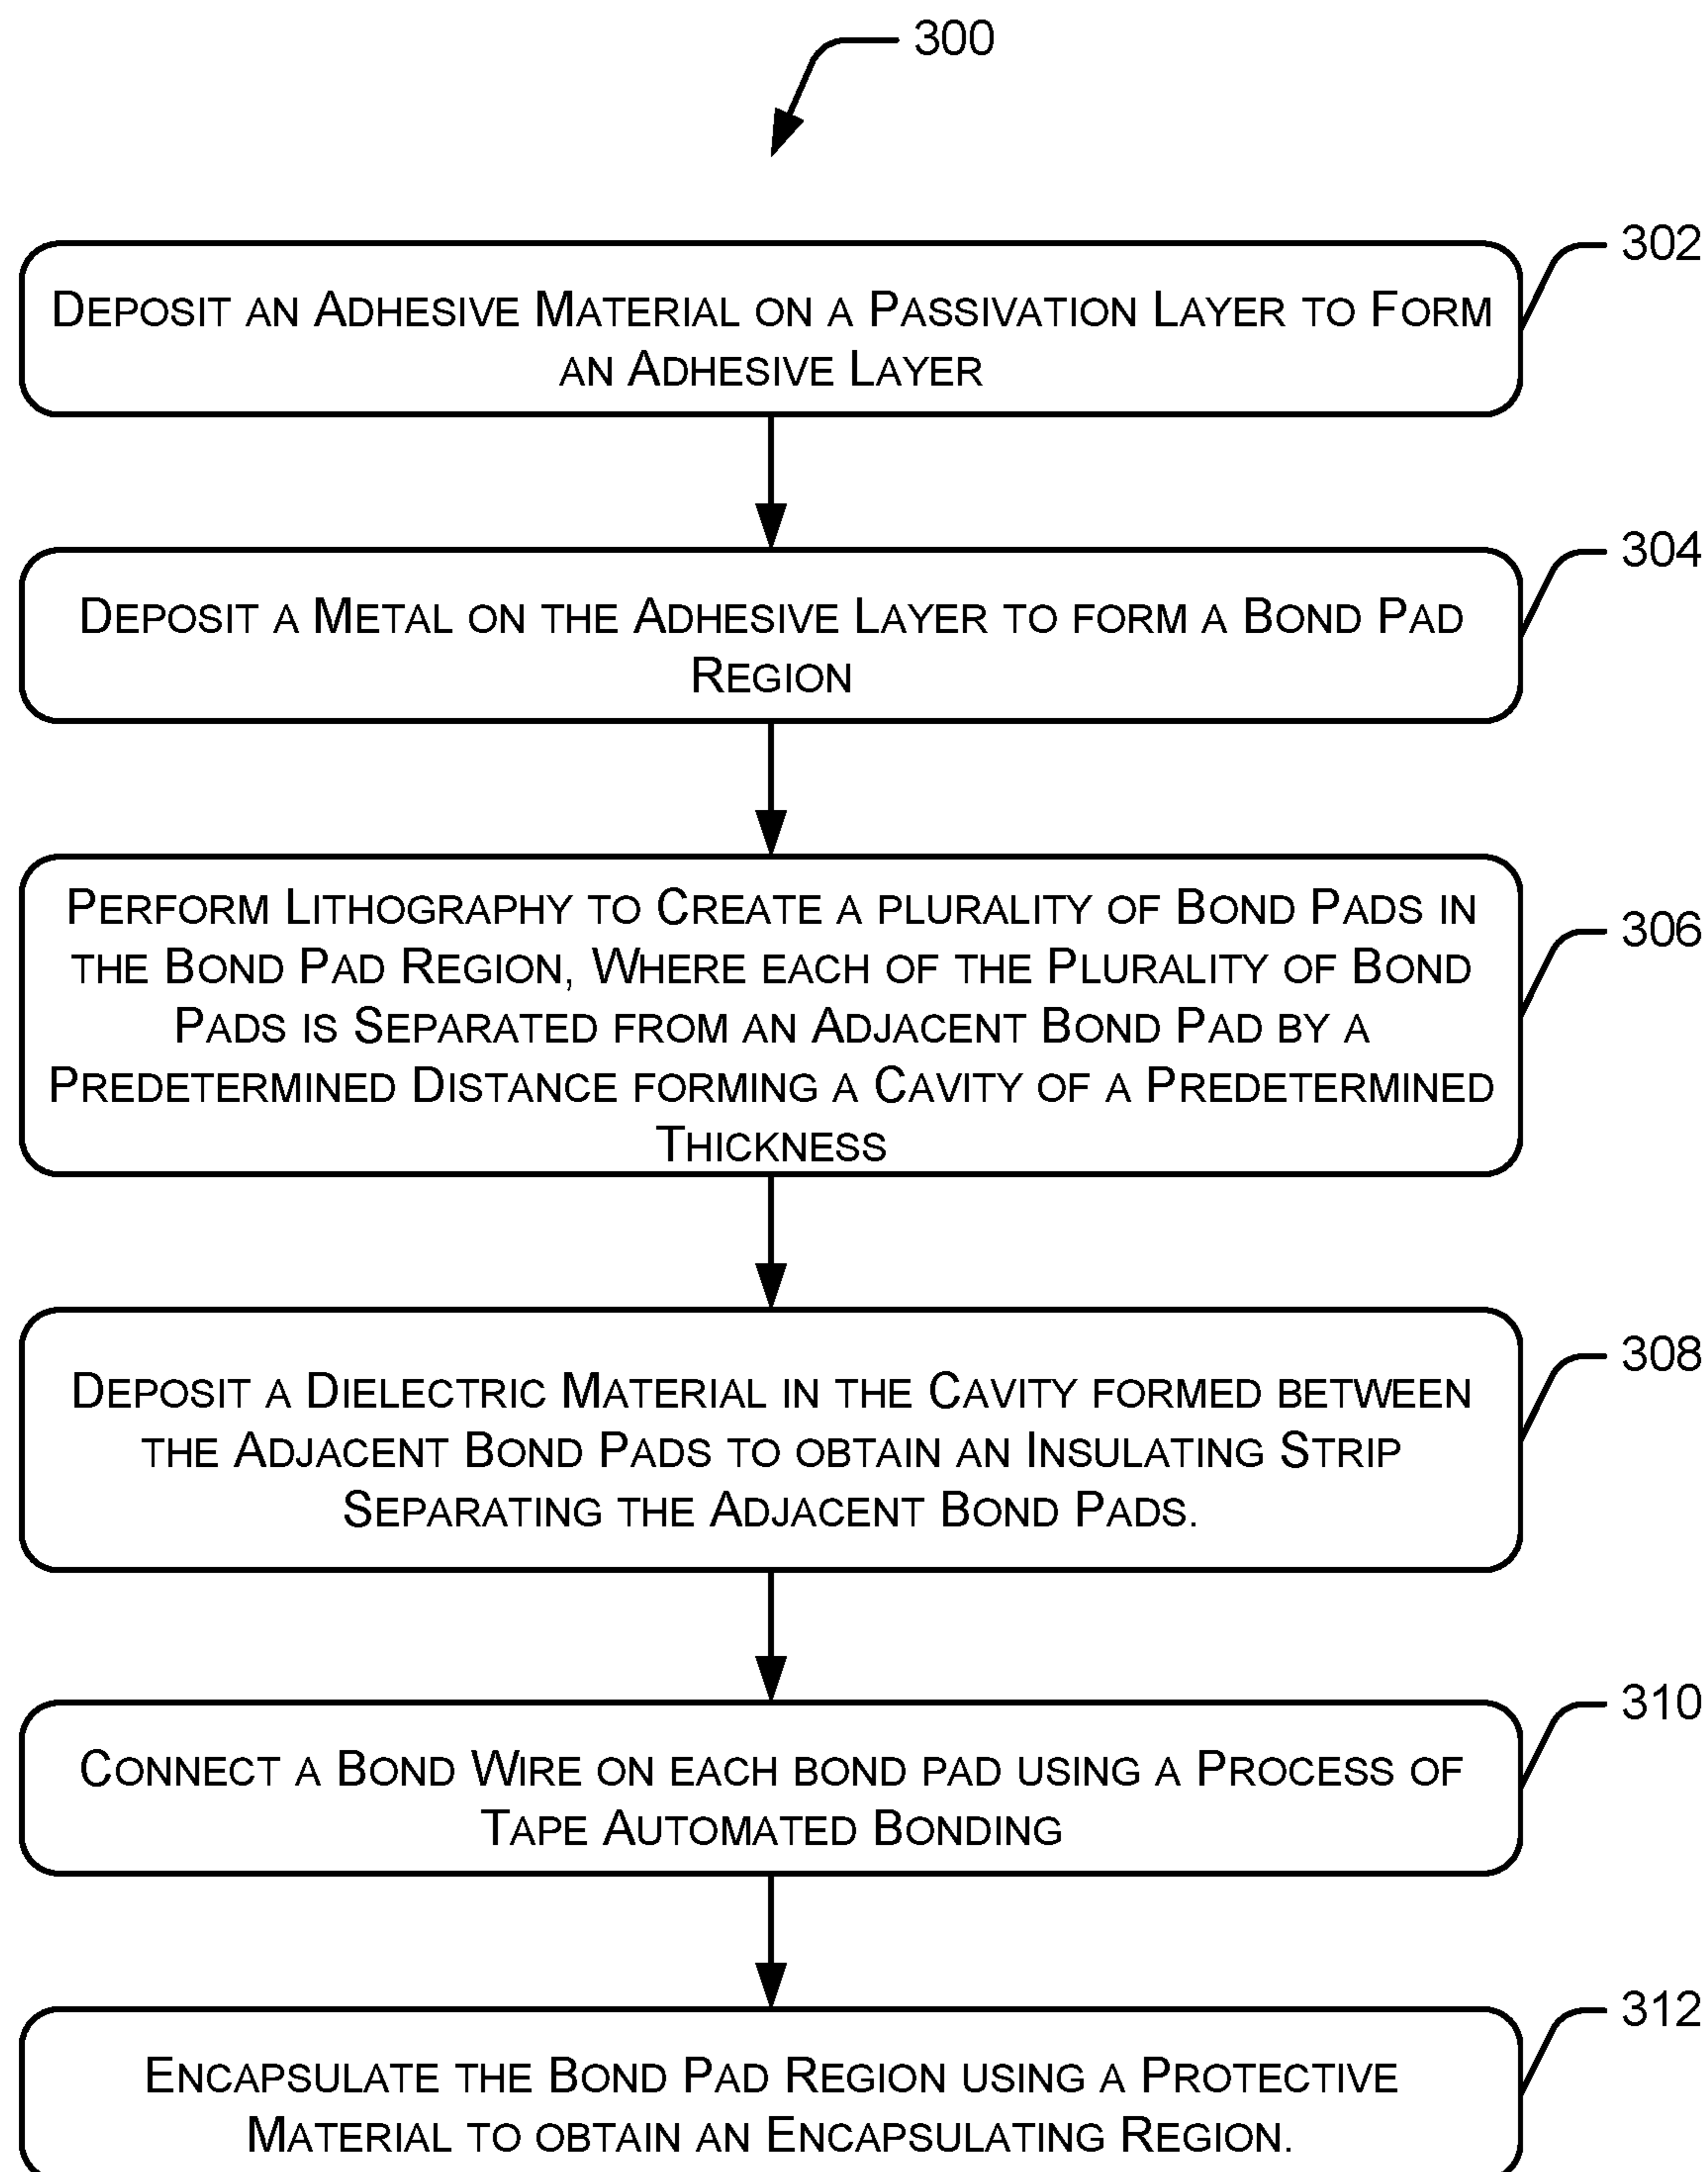 300
302
DEPOSIT AN ADHESIVE MATERIAL ON A PASSIVATION LAYER TO FORM
AN ADHESIVE LAYER
304
DEPOSIT A METAL ON THE ADHESIVE LAYER TO FORM A BOND PAD
REGION
306
PERFORM LITHOGRAPHY TO CREATE A PLURALITY OF BOND PADS IN
THE BOND PAD REGION, WHERE EACH OF THE PLURALITY OF BOND
PADS IS SEPARATED FROM AN ADJACENT BOND PAD BY A
PREDETERMINED DISTANCE FORMING A CAVITY OF A PREDETERMINED
THICKNESS
308
DEPOSIT A DIELECTRIC MATERIAL IN THE CAVITY FORMED BETWEEN
THE ADJACENT BOND PADS TO OBTAIN AN INSULATING STRIP
SEPARATING THE ADJACENT BOND PADS.
310
CONNECT A BOND WIRE ON EACH BOND PAD USING A PROCESS OF
TAPE AUTOMATED BONDING
312
ENCAPSULATE THE BOND PAD REGION USING A PROTECTIVE
MATERIAL TO OBTAIN AN ENCAPSULATING REGION.